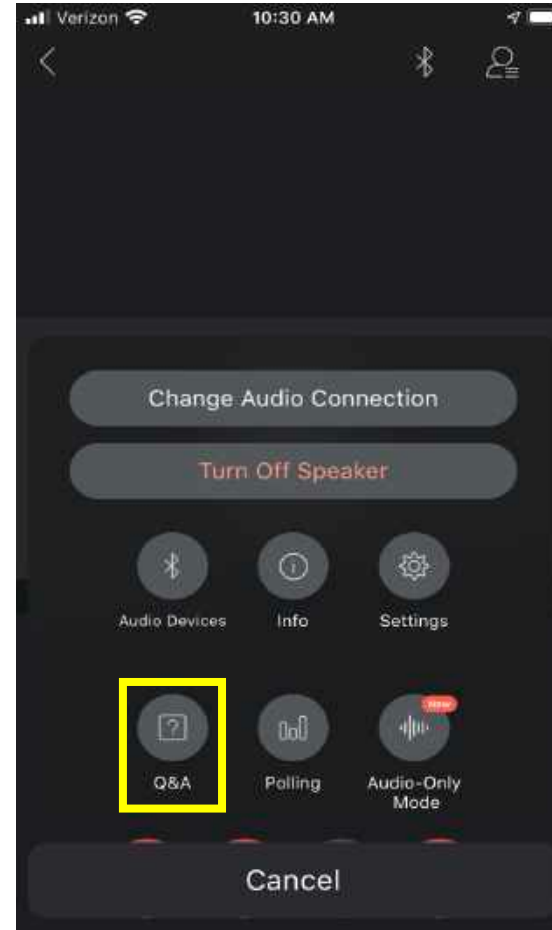 Verizon 10:30 AM
Change Audio Connection
Turn Off Speaker
Audio Devices Info Settings
New
?
Q&A Polling Audio-Only
Mode
Cancel